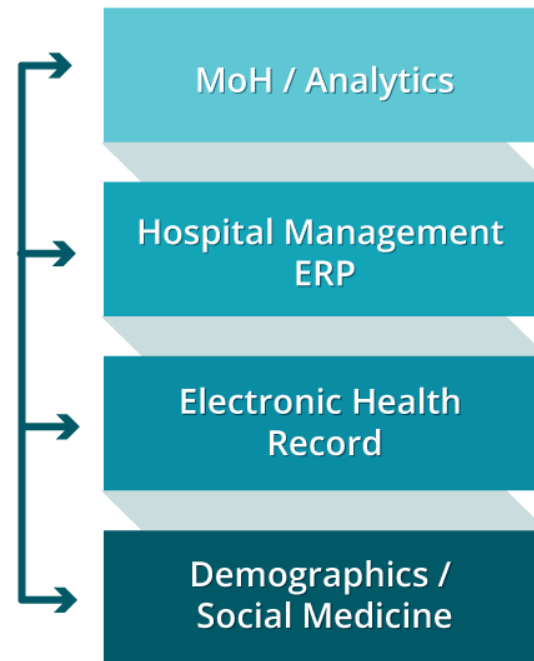 MoH / Analytics
Hospital Management
ERP
Electronic Health
Record
Demographics /
Social Medicine